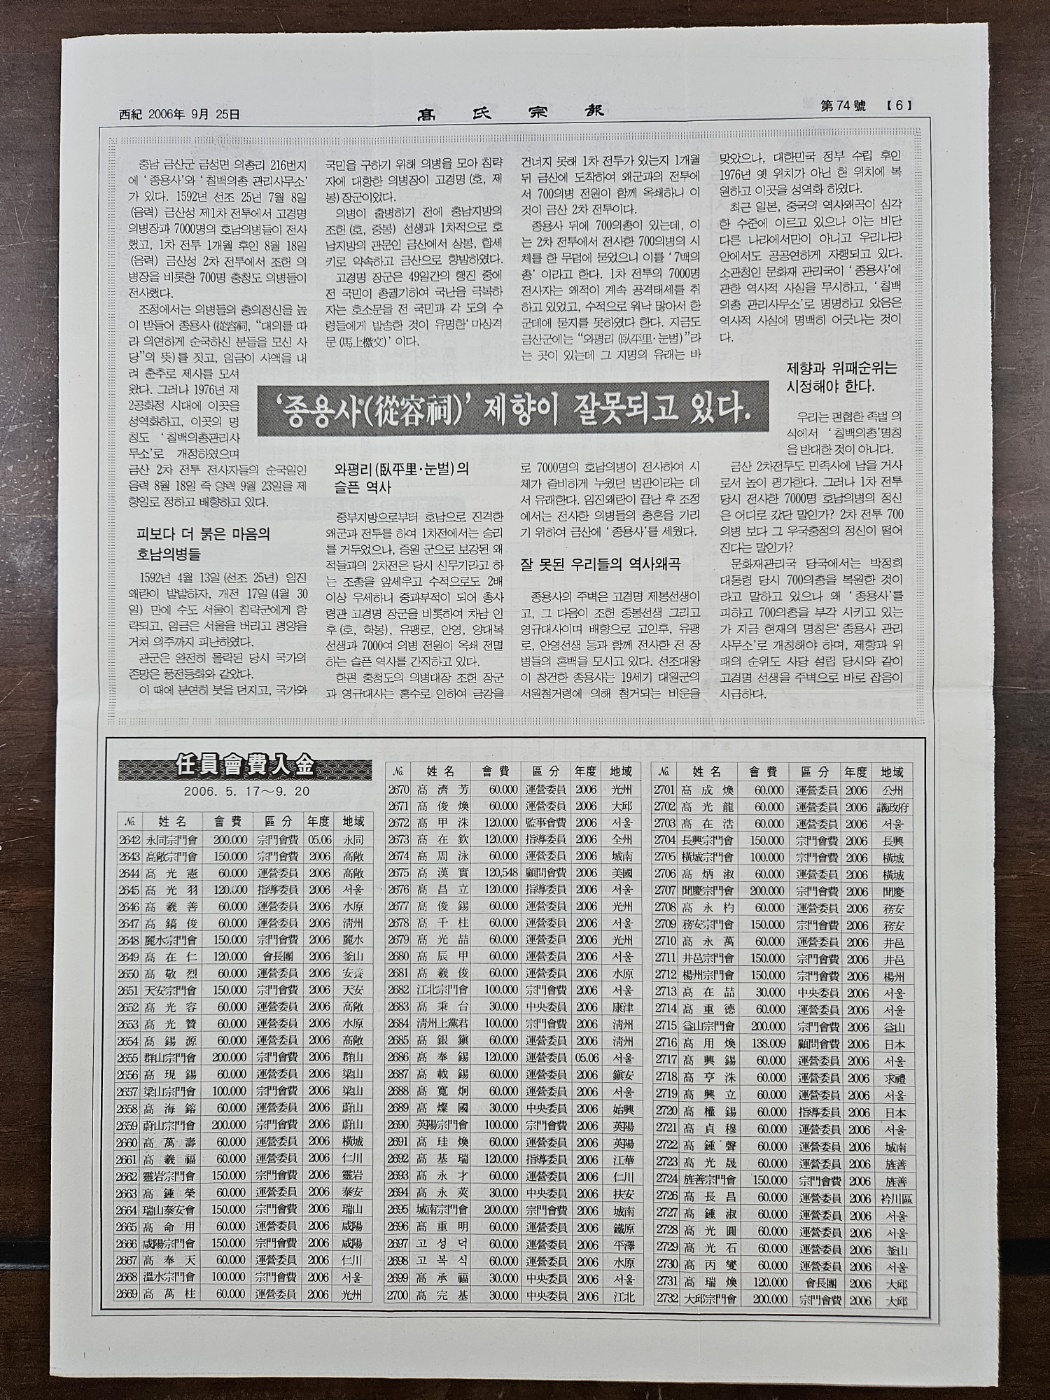 西紀 2006年 9月 25日
高氏宗報
第74號 【6】
충남 금산군 금성면 의총리 216번지
에 ‘종용사’와 ‘칠백의총 관리사무소’
가 있다. 1592년 선조 25년 7월 8일
(음력) 금산성 제1차 전투에서 고경명
의병장과 7000명의 호남의병들이 전사
했고, 1차 전투 1개월 후인 8월 18일
(음력) 금산성 2차 전투에서 조헌 의
병장을 비롯한 700명 충청도 의병들이
전사했다.
조정에서는 의병들의 충의정신을 높
이 받들어 종용사(從容祠, “대의를 따
라 의연하게 순국하신 분들을 모신 사
당”의 뜻)를 짓고, 임금이 사액을 내
려 춘추로 제사를 모셔
왔다. 그러나 1976년 제
2공화정 시대에 이곳을
성역화하고, 이곳의 명
칭도 ‘칠백의총관리사
무소’로 개정하였으며
금산 2차 전투 전사자들의 순국일인
음력 8월 18일 즉 양력 9월 23일을 제
향일로 정하고 배향하고 있다.
피보다 더 붉은 마음의
호남의병들
1592년 4월 13일(선조 25년) 임진
왜란이 발발하자, 개전 17일(4월 30
일) 만에 수도 서울이 침략군에게 함
락되고, 임금은 서울을 버리고 평양을
거쳐 의주까지 피난하였다.
관군은 완전히 몰락된 당시 국가의
존망은 풍전등화와 같았다.
이 때에 분연히 붓을 던지고, 국가와
국민을 구하기 위해 의병을 모아 침략
자에 대항한 의병장이 고경명(호, 제
봉) 장군이었다.
의병이 출병하기 전에 충남지방의
조헌(호, 중봉) 선생과 1차적으로 호
남지방의 관문인 금산에서 상봉, 합세
키로 약속하고 금산으로 향발하였다.
고경명 장군은 49일간의 행진 중에
전 국민이 총궐기하여 국난을 극복하
자는 호소문을 전 국민과 각 도의 수
령들에게 발송한 것이 유명한 ‘마상격
문(馬上檄文)’이다.
‘종용사(從容祠)’ 제향이 잘못되고 있다.
와평리(臥平里·눈벌)의
슬픈 역사
중부지방으로부터 호남으로 진격한
왜군과 전투를 하여 1차전에서는 승리
를 거두었으나, 증원 군으로 보강된 왜
적들과의 2차전은 당시 신무기라고 하
는 조총을 앞세우고 수적으로도 2배
이상 우세하니 중과부적이 되어 총사
령관 고경명 장군을 비롯하여 차남 인
후(호, 학봉), 유팽로, 안영, 양대복
선생과 7000여 의병 전원이 옥쇄 전멸
하는 슬픈 역사를 간직하고 있다.
한편 충청도의 의병대장 조헌 장군
과 영규대사는 홍수로 인하여 금강을
건너지 못해 1차 전투가 있는지 1개월
뒤 금산에 도착하여 왜군과의 전투에
서 700의병 전원이 함께 옥쇄하니 이
것이 금산 2차 전투이다.
종용사 뒤에 700의총이 있는데, 이
는 2차 전투에서 전사한 700의병의 시
체를 한 무덤에 묻었으니 이를 ‘7백의
총’이라고 한다. 1차 전투의 7000명
전사자는 왜적이 계속 공격태세를 취
하고 있었고, 수적으로 워낙 많아서 한
군데에 묻지를 못하였다 한다. 지금도
금산군에는 “와평리(臥平里·눈벌)”라
는 곳이 있는데 그 지명의 유래는 바
로 7000명의 호남의병이 전사하여 시
체가 즐비하게 누웠던 벌판이라는 데
서 유래한다. 임진왜란이 끝난 후 조정
에서는 전사한 의병들의 충혼을 기리
기 위하여 금산에 ‘종용사’를 세웠다.
잘 못된 우리들의 역사왜곡
종용사의 주벽은 고경명 제봉선생이
고, 그 다음이 조헌 중봉선생 그리고
영규대사이며 배향으로 고인후, 유팽
로, 안영선생 등과 함께 전사한 전 장
병들의 혼백을 모시고 있다. 선조대왕
이 참건한 종용사는 19세기 대원군의
서원철거령에 의해 철거되는 비운을
맞았으나, 대한민국 정부 수립 후인
1976년 옛 위치가 아닌 현 위치에 복
원하고 이곳을 성역화 하였다.
최근 일본, 중국의 역사왜곡이 심각
한 수준에 이르고 있으나 이는 비단
다른 나라에서만이 아니고 우리나라
안에서도 공공연하게 자행되고 있다.
소관청인 문화재 관리국이 ‘종용사’에
관한 역사적 사실을 무시하고, ‘칠백
의총 관리사무소’로 명명하고 있음은
역사적 사실에 명백히 어긋나는 것이
다.
제향과 위패순위는
시정해야 한다.
우리는 편협한 족벌 의
식에서 ‘칠백의총’명칭
을 반대한 것이 아니다.
금산 2차전투도 민족사에 남을 거사
로서 높이 평가한다. 그러나 1차 전투
당시 전사한 7000명 호남의병의 정신
은 어디로 갔단 말인가? 2차 전투 700
의병 보다 그 우국충정의 정신이 떨어
진다는 말인가?
문화재관리국 당국에서는 박정희
대통령 당시 700의총을 복원한 것이
라고 말하고 있으나 왜 ‘종용사’를
피하고 700의총을 부각 시키고 있는
가 지금 현재의 명칭은 ‘종용사 관리
사무소’로 개칭해야 하며, 제향과 위
패의 순위도 사당 설립 당시와 같이
고경명 선생을 주벽으로 바로 잡음이
시급하다.
任員會費入金
2006. 5. 17～9. 20
№ 姓名 會費 區分 年度 地域
2642 永同宗門會 200.000 宗門會費 05.06 永同
2643 高敞宗門會 150.000 宗門會費 2006 高敞
2644 高光憲 60.000 運營委員 2006 高敞
2645 高光羽 120.000 指導委員 2006 서울
2646 高羲善 60.000 運營委員 2006 水原
2647 高鎬俊 60.000 運營委員 2006 清州
2648 麗水宗門會 150.000 宗門會費 2006 麗水
2649 高在仁 120.000 會長團 2006 釜山
2650 高敬烈 60.000 運營委員 2006 安養
2651 天安宗門會 150.000 宗門會費 2006 天安
2652 高光容 60.000 運營委員 2006 高敞
2653 高光贊 60.000 運營委員 2006 水原
2654 高錫源 60.000 運營委員 2006 高敞
2655 群山宗門會 200.000 宗門會費 2006 群山
2656 高現錫 60.000 運營委員 2006 梁山
2657 梁山宗門會 100.000 宗門會費 2006 梁山
2658 高海鎔 60.000 運營委員 2006 蔚山
2659 蔚山宗門會 200.000 宗門會費 2006 蔚山
2660 高萬壽 60.000 運營委員 2006 橫城
2661 高羲福 60.000 運營委員 2006 仁川
2662 靈岩宗門會 150.000 宗門會費 2006 靈岩
2663 高鍾榮 60.000 運營委員 2006 泰安
2664 瑞山泰安會 150.000 宗門會費 2006 瑞山
2665 高命用 60.000 運營委員 2006 咸陽
2666 咸陽宗門會 150.000 宗門會費 2006 咸陽
2667 高奉天 60.000 運營委員 2006 仁川
2668 溫水宗門會 100.000 宗門會費 2006 서울
2669 高萬柱 60.000 運營委員 2006 光州
№ 姓名 會費 區分 年度 地域
2670 高濟芳 60.000 運營委員 2006 光州
2671 高俊煥 60.000 運營委員 2006 大邱
2672 高甲洙 120.000 監事會費 2006 서울
2673 高在欽 120.000 指導委員 2006 全州
2674 高周泳 60.000 運營委員 2006 城南
2675 高漢實 120,548 顧問會費 2006 美國
2676 高昌立 120.000 指導委員 2006 서울
2677 高俊錫 60.000 運營委員 2006 光州
2678 高千柱 60.000 運營委員 2006 서울
2679 高光喆 60.000 運營委員 2006 光州
2680 高辰甲 60.000 運營委員 2006 서울
2681 高羲俊 60.000 運營委員 2006 水原
2682 江北宗門會 100.000 宗門會費 2006 서울
2683 高秉台 30.000 中央委員 2006 康津
2684 清州上黨君 100.000 宗門會費 2006 清州
2685 高銀鎭 60.000 運營委員 2006 清州
2686 高奉錫 120.000 運營委員 05.06 서울
2687 高載錫 60.000 運營委員 2006 鎭安
2688 高寬炯 60.000 運營委員 2006 서울
2689 高燦國 30.000 中央委員 2006 始興
2690 英陽宗門會 100.000 宗門會費 2006 英陽
2691 高珪煥 60.000 運營委員 2006 英陽
2692 高基瑞 120.000 指導委員 2006 江華
2693 高永才 60.000 運營委員 2006 仁川
2694 高永英 30.000 中央委員 2006 扶安
2695 城南宗門會 200.000 宗門會費 2006 城南
2696 高重明 60.000 運營委員 2006 鐵原
2697 고성덕 60.000 運營委員 2006 平澤
2698 고복식 60.000 運營委員 2006 水原
2699 高承福 30.000 中央委員 2006 서울
2700 高完基 30.000 中央委員 2006 江北
№ 姓名 會費 區分 年度 地域
2701 高成煥 60.000 運營委員 2006 公州
2702 高光龍 60.000 運營委員 2006 議政府
2703 高在浩 60.000 運營委員 2006 서울
2704 長興宗門會 150.000 宗門會費 2006 長興
2705 橫城宗門會 100.000 宗門會費 2006 橫城
2706 高炳淑 60.000 運營委員 2006 橫城
2707 聞慶宗門會 200.000 宗門會費 2006 聞慶
2708 高永杓 60.000 運營委員 2006 務安
2709 務安宗門會 150.000 宗門會費 2006 務安
2710 高永萬 60.000 運營委員 2006 井邑
2711 井邑宗門會 150.000 宗門會費 2006 井邑
2712 楊州宗門會 150.000 宗門會費 2006 楊州
2713 高在喆 30.000 中央委員 2006 서울
2714 高重德 60.000 運營委員 2006 서울
2715 益山宗門會 200.000 宗門會費 2006 益山
2716 高用煥 138.009 顧問會費 2006 日本
2717 高興錫 60.000 運營委員 2006 서울
2718 高亨洙 60.000 運營委員 2006 求禮
2719 高興立 60.000 運營委員 2006 서울
2720 高權錫 60.000 指導委員 2006 日本
2721 高貞穆 60.000 運營委員 2006 서울
2722 高鍾聲 60.000 運營委員 2006 城南
2723 高光晟 60.000 運營委員 2006 旌善
2724 旌善宗門會 150.000 宗門會費 2006 旌善
2726 高長昌 60.000 運營委員 2006 衿川區
2727 高鍾淑 60.000 運營委員 2006 서울
2728 高光圓 60.000 運營委員 2006 서울
2729 高光石 60.000 運營委員 2006 釜山
2730 高丙燮 60.000 運營委員 2006 서울
2731 高瑞煥 120.000 會長團 2006 大邱
2732 大邱宗門會 200.000 宗門會費 2006 大邱